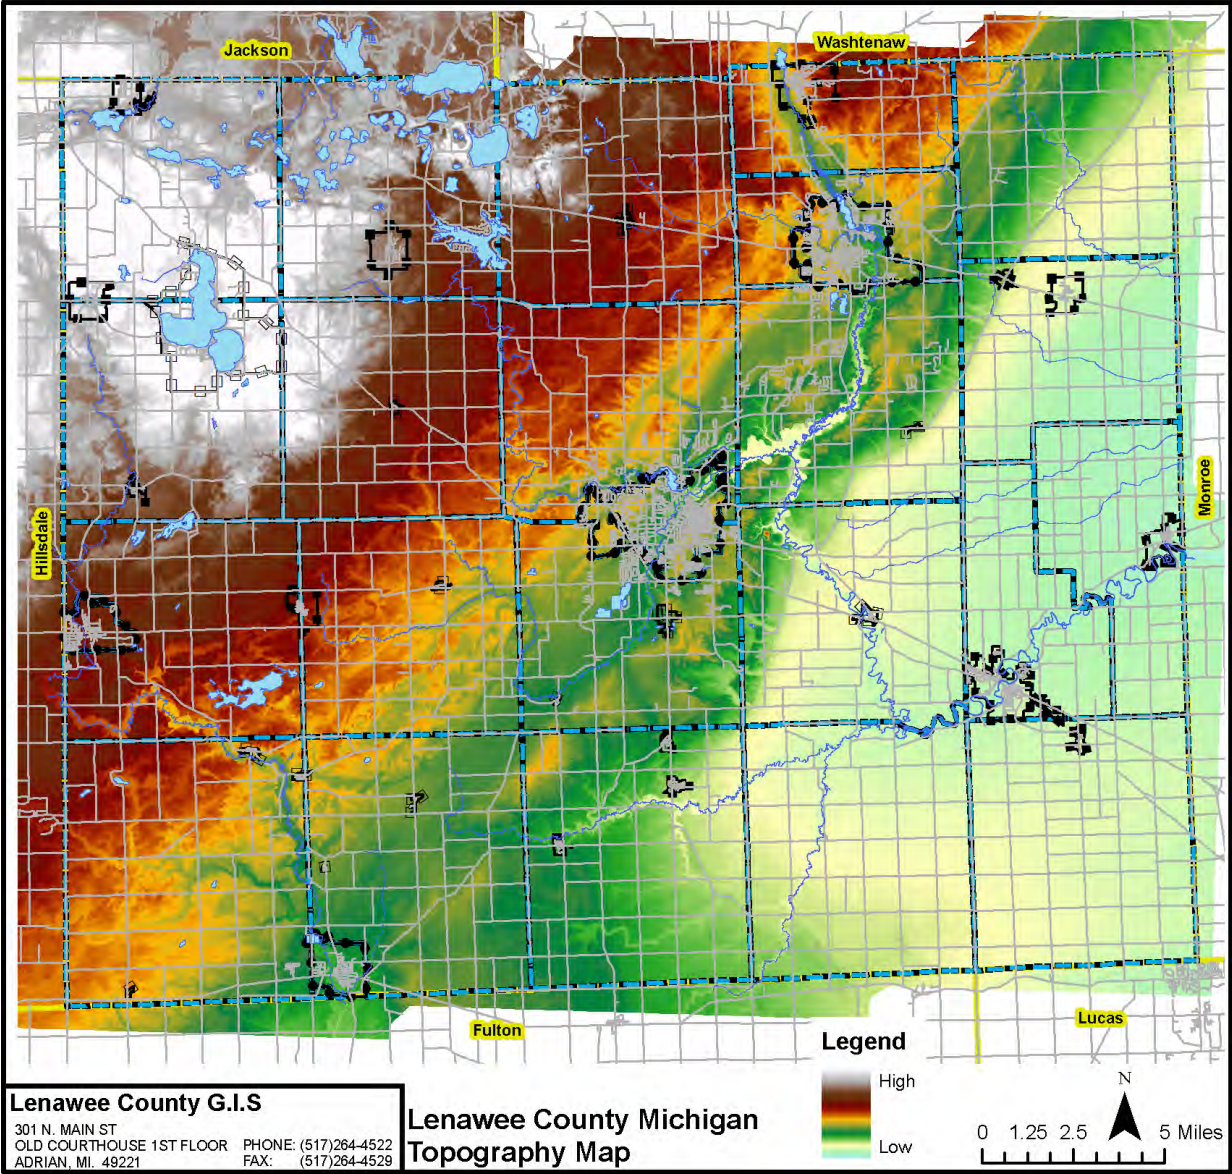 Jackson
Washtenaw
Hillsdale
Monroe
Fulton
Lucas
Legend
High
Low
N
0 1.25 2.5 5 Miles
Lenawee County G.I.S
301 N. MAIN ST
OLD COURTHOUSE 1ST FLOOR PHONE: (517)264-4522
ADRIAN, MI. 49221 FAX: (517)264-4529
Lenawee County Michigan
Topography Map